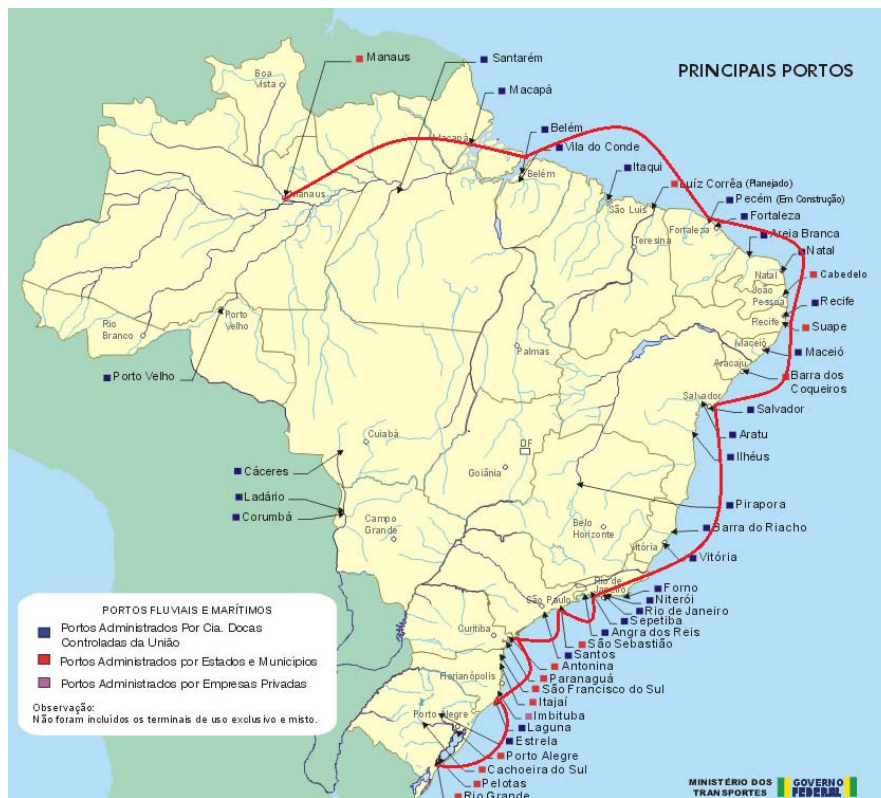 PRINCIPAIS PORTOS
Manaus
Santarém
Macapá
Boa
Vista
Macapá
Belém
Vila do Conde
Belém
Itaqui
Luíz Corrêa (Planejado)
Pecém (Em Construção)
Fortaleza
Areia Branca
Natal
Cabedelo
Recife
Suape
Maceió
Barra dos
Coqueiros
Salvador
Aratu
Ilhéus
Pirapora
Barra do Riacho
Vitória
Manaus
São Luís
Teresina
Fortaleza
Natal
João
Pessoa
Recife
Maceió
Aracaju
Salvador
Rio
Branco
Porto
Velho
Porto Velho
Palmas
Cuiabá
DF
Goiânia
Cáceres
Ladário
Corumbá
Campo
Grande
Belo
Horizonte
Vitória
Rio de
Janeiro
São Paulo
Curitiba
Florianópolis
Porto Alegre
Forno
Niterói
Rio de Janeiro
Sepetiba
Angra dos Reis
São Sebastião
Santos
Antonina
Paranaguá
São Francisco do Sul
Itajaí
Imbituba
Laguna
Estrela
Porto Alegre
Cachoeira do Sul
Pelotas
Rio Grande
PORTOS FLUVIAIS E MARÍTIMOS
Portos Administrados Por Cia. Docas
Controladas da União
Portos Administrados por Estados e Municípios
Portos Administrados por Empresas Privadas
Observação:
Não foram incluídos os terminais de uso exclusivo e misto.
MINISTÉRIO DOS
TRANSPORTES
GOVERNO
FEDERAL